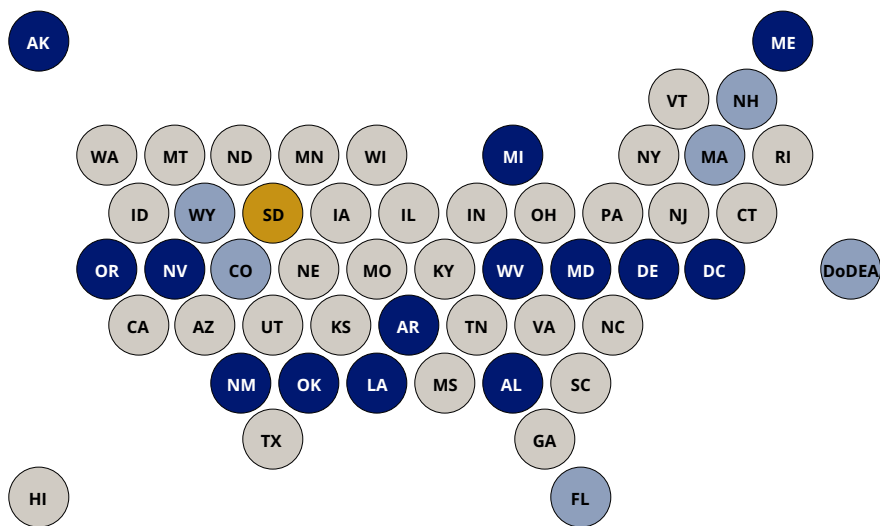 AK ME
VT NH
WA MT ND MN WI MI NY MA RI
ID WY SD IA IL IN OH PA NJ CT
OR NV CO NE MO KY WV MD DE DC DoDEA
CA AZ UT KS AR TN VA NC
NM OK LA MS AL SC
TX GA
HI FL